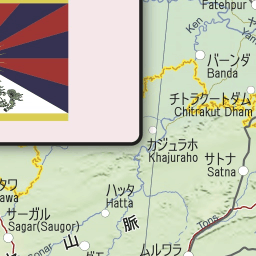 Fatehpur
Ken
バーンダ
Banda
チトラクートダム
Chitrakut Dham
カジュラホ
Khajuraho
サトナ
Satna
タワ
awa
ハッタ
Hatta
サーガル
Sagar(Saugor)
Tons
Sonar
山
脈
ダモ
ムルワラ